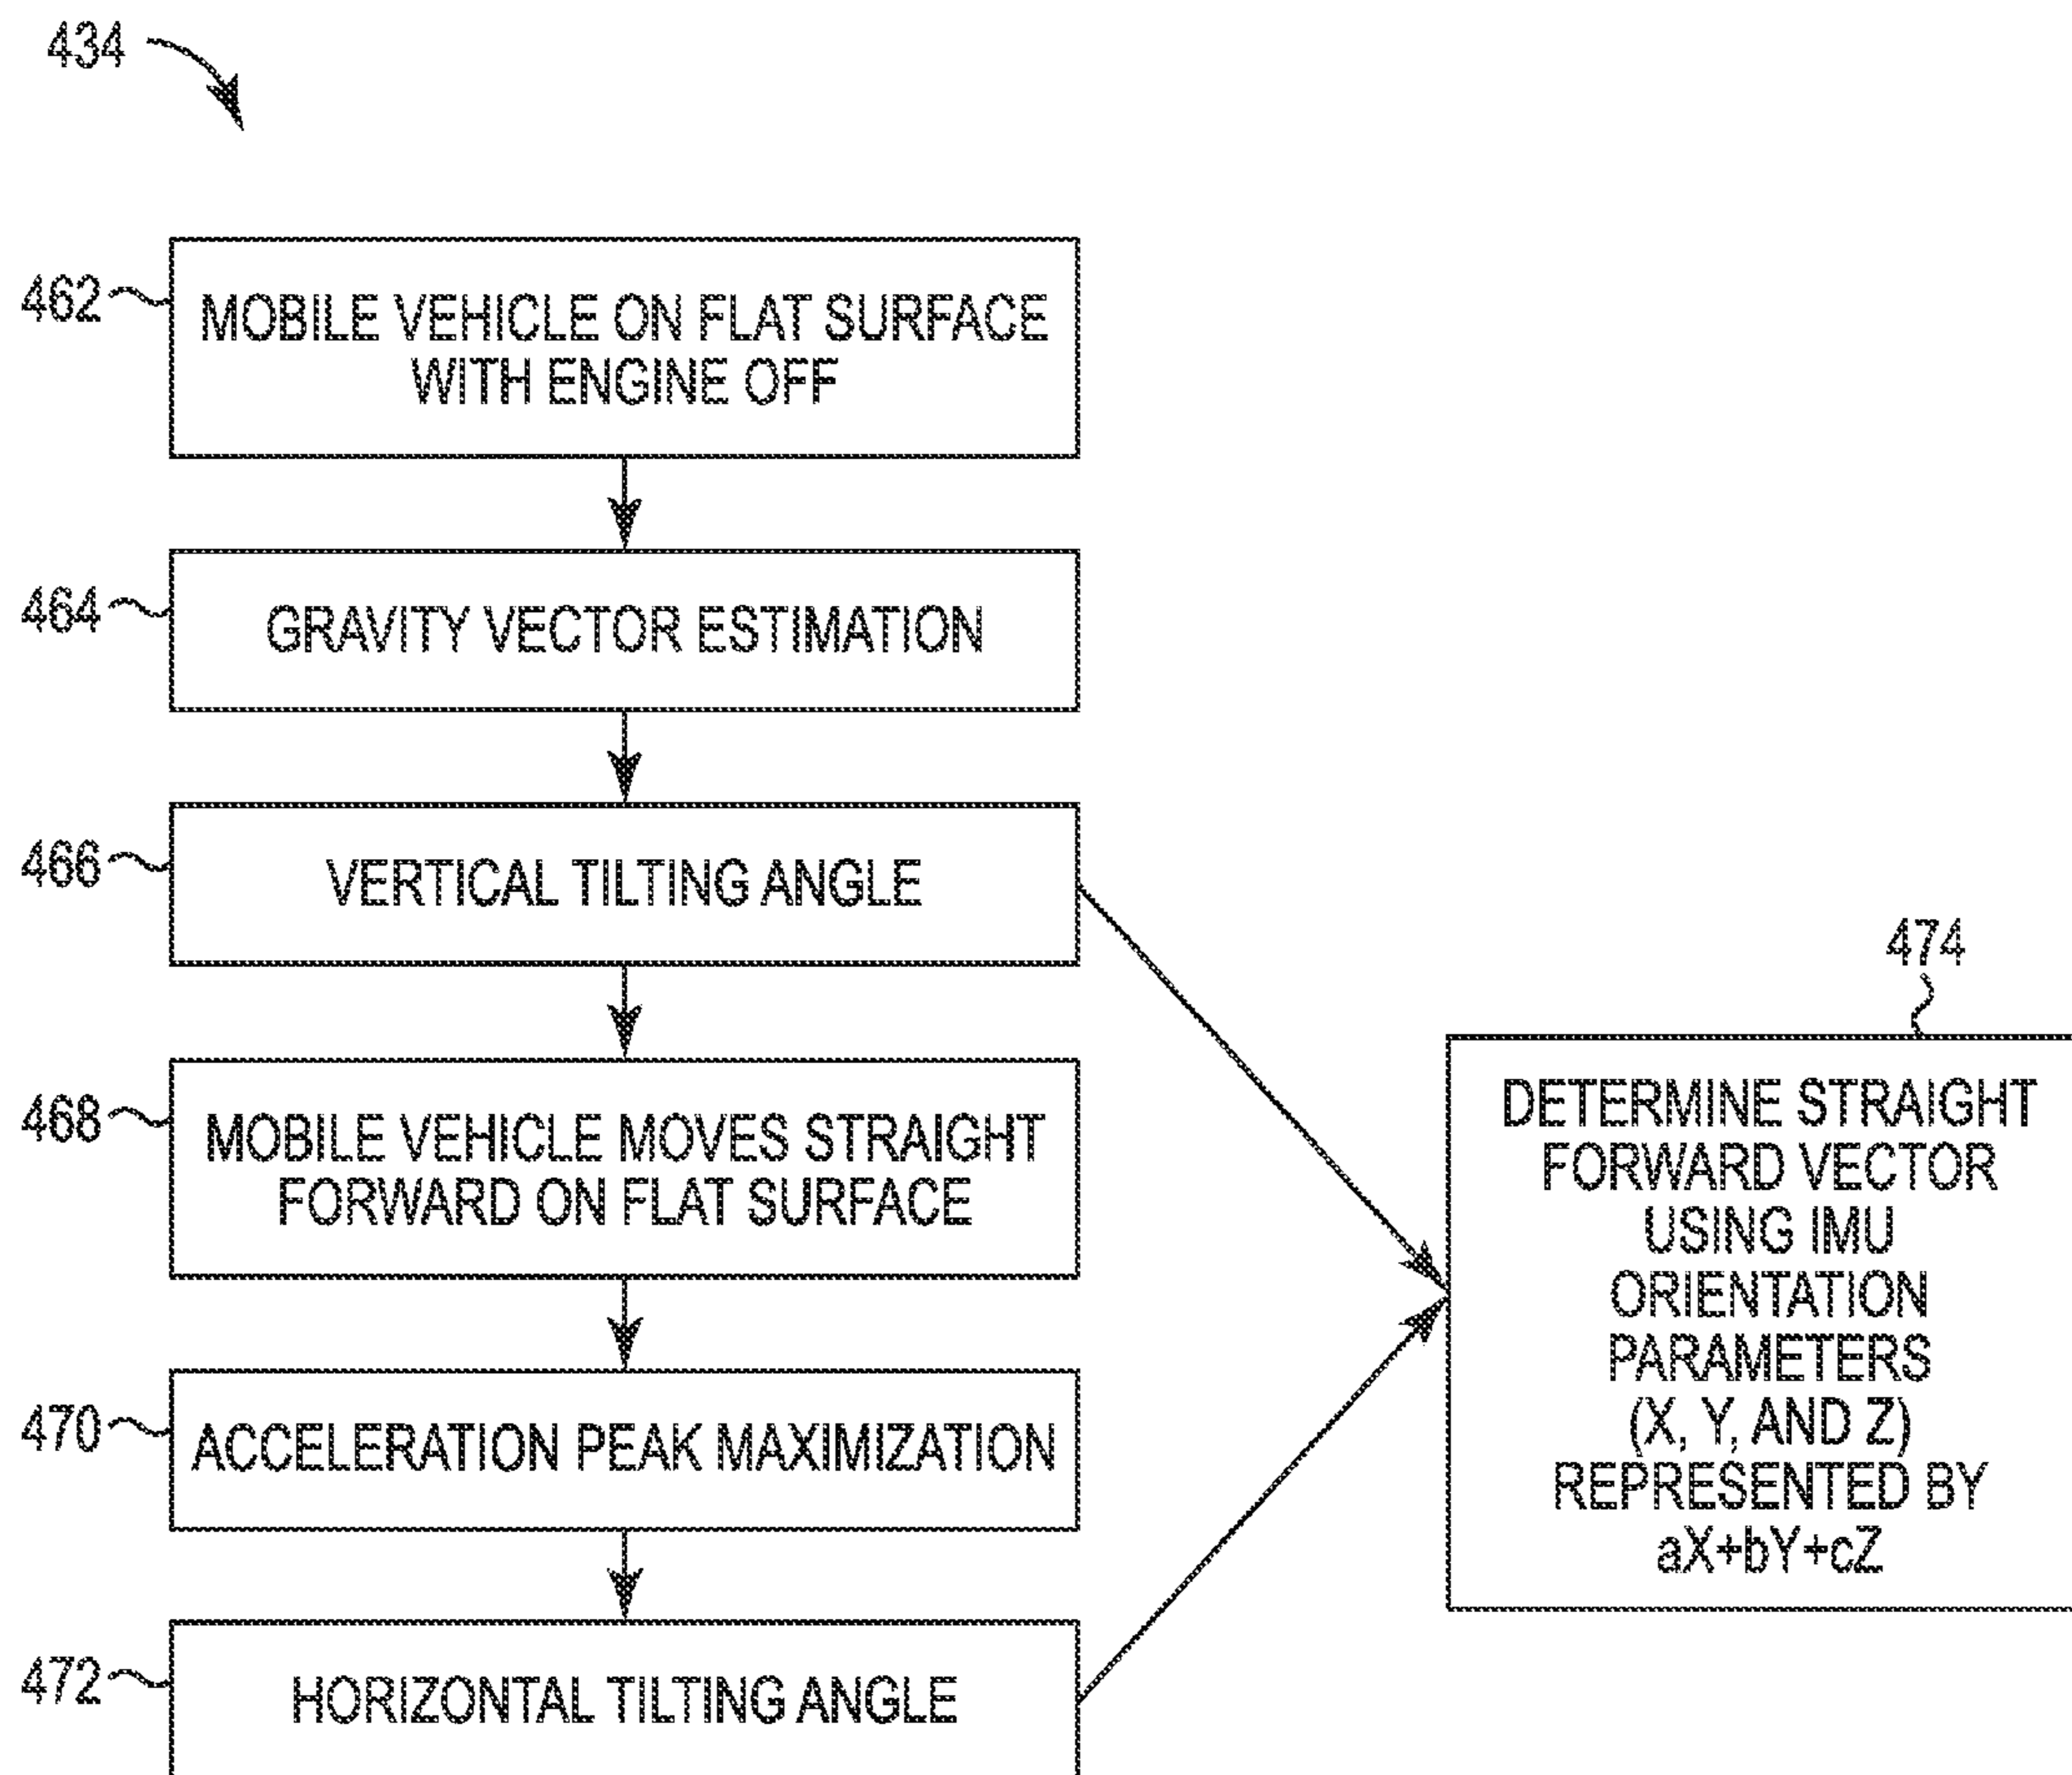 434
462
MOBILE VEHICLE ON FLAT SURFACE
WITH ENGINE OFF
464
GRAVITY VECTOR ESTIMATION
466
VERTICAL TILTING ANGLE
468
MOBILE VEHICLE MOVES STRAIGHT
FORWARD ON FLAT SURFACE
470
ACCELERATION PEAK MAXIMIZATION
472
HORIZONTAL TILTING ANGLE
474
DETERMINE STRAIGHT
FORWARD VECTOR
USING IMU
ORIENTATION
PARAMETERS
(X, Y, AND Z)
REPRESENTED BY
aX+bY+cZ